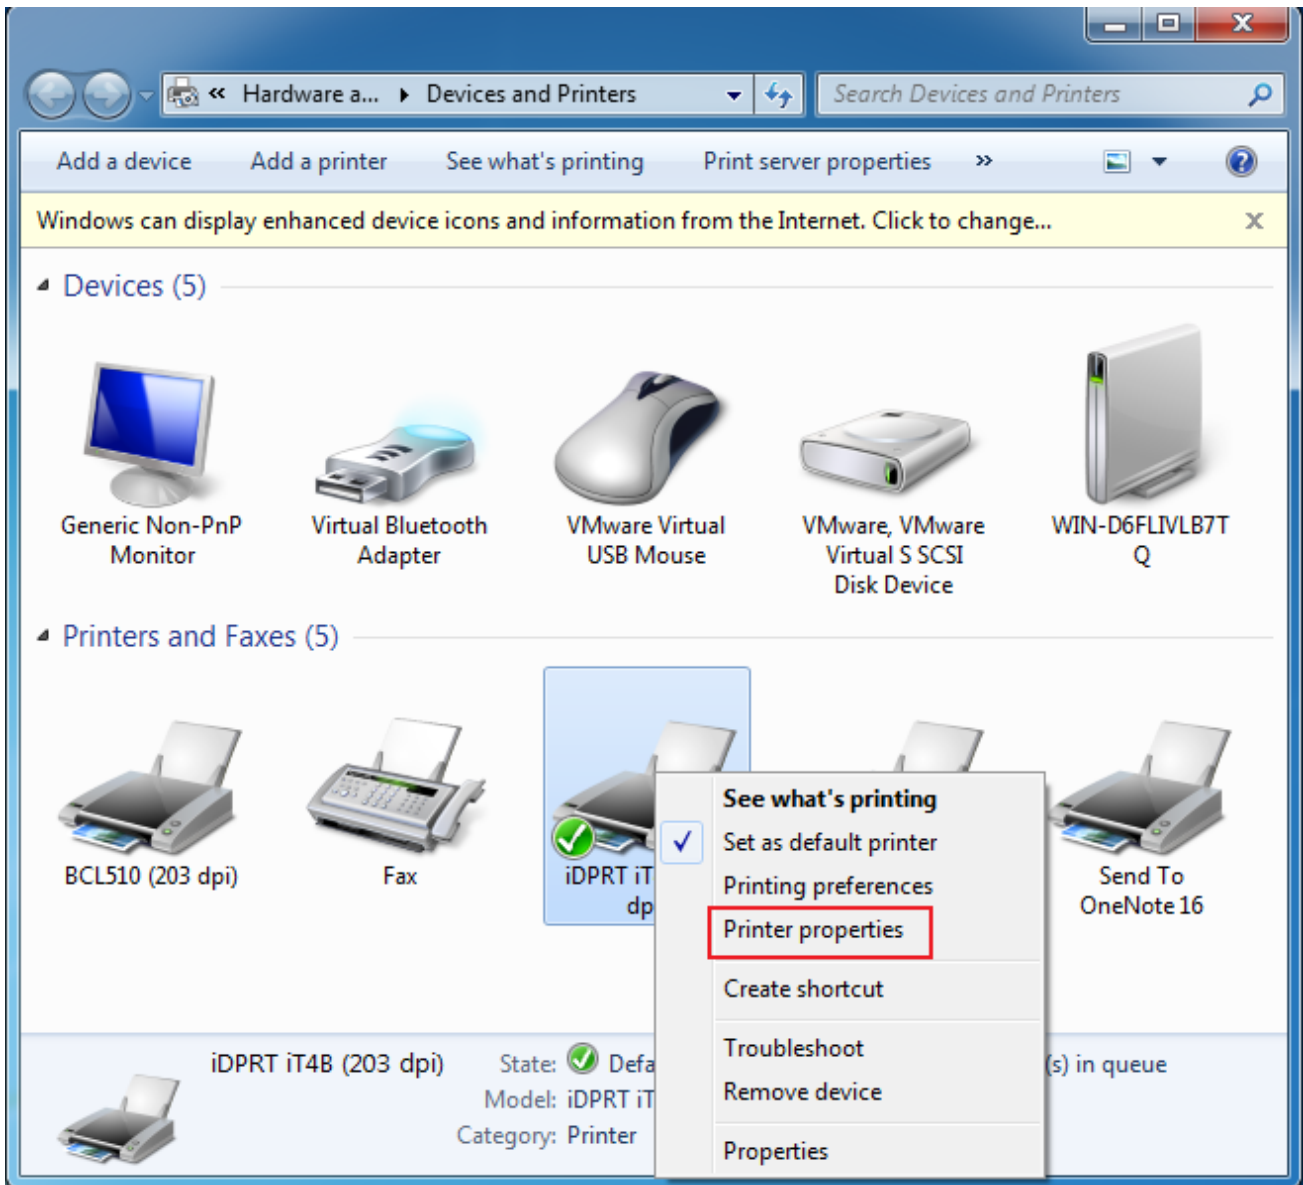 Hardware a... Devices and Printers
Search Devices and Printers
Add a device Add a printer See what's printing Print server properties »
Windows can display enhanced device icons and information from the Internet. Click to change...
Devices (5)
Generic Non-PnP
Monitor
Virtual Bluetooth
Adapter
VMware Virtual
USB Mouse
VMware, VMware
Virtual S SCSI
Disk Device
WIN-D6FLIVLB7T
Q
Printers and Faxes (5)
BCL510 (203 dpi)
Fax
iDPRT iT
dp
Send To
OneNote 16
See what's printing
Set as default printer
Printing preferences
Printer properties
Create shortcut
Troubleshoot
Remove device
Properties
iDPRT iT4B (203 dpi)
State: Defa
(s) in queue
Model: iDPRT iT
Category: Printer